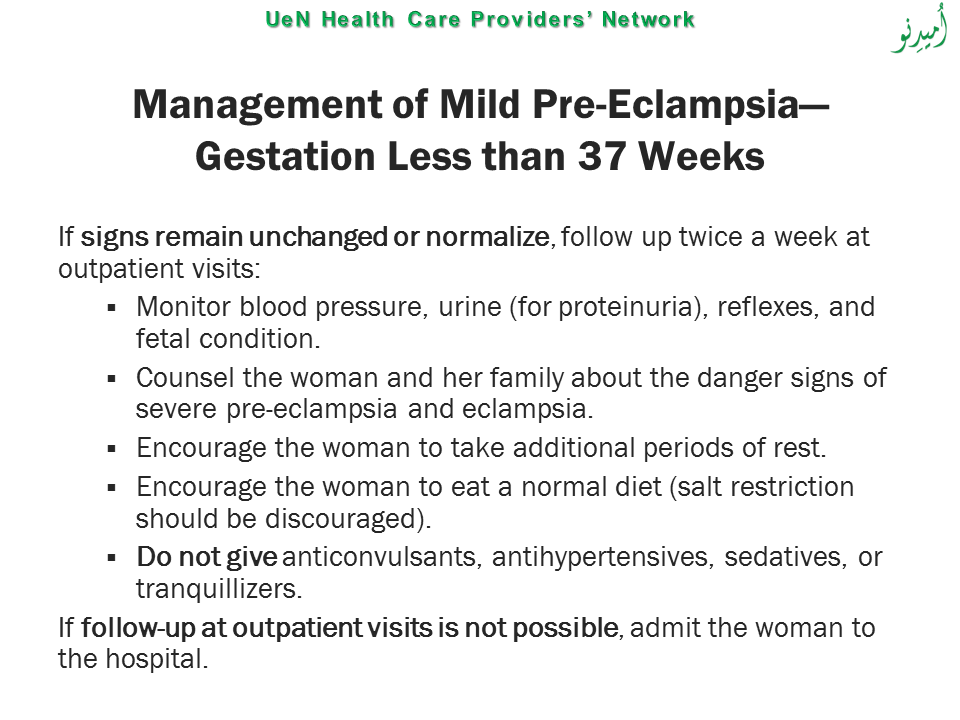 UeN Health Care Providers’ Network
اُمیدِنو
Management of Mild Pre-Eclampsia—
Gestation Less than 37 Weeks
If signs remain unchanged or normalize, follow up twice a week at
outpatient visits:
▪ Monitor blood pressure, urine (for proteinuria), reflexes, and
fetal condition.
▪ Counsel the woman and her family about the danger signs of
severe pre-eclampsia and eclampsia.
▪ Encourage the woman to take additional periods of rest.
▪ Encourage the woman to eat a normal diet (salt restriction
should be discouraged).
▪ Do not give anticonvulsants, antihypertensives, sedatives, or
tranquillizers.
If follow-up at outpatient visits is not possible, admit the woman to
the hospital.